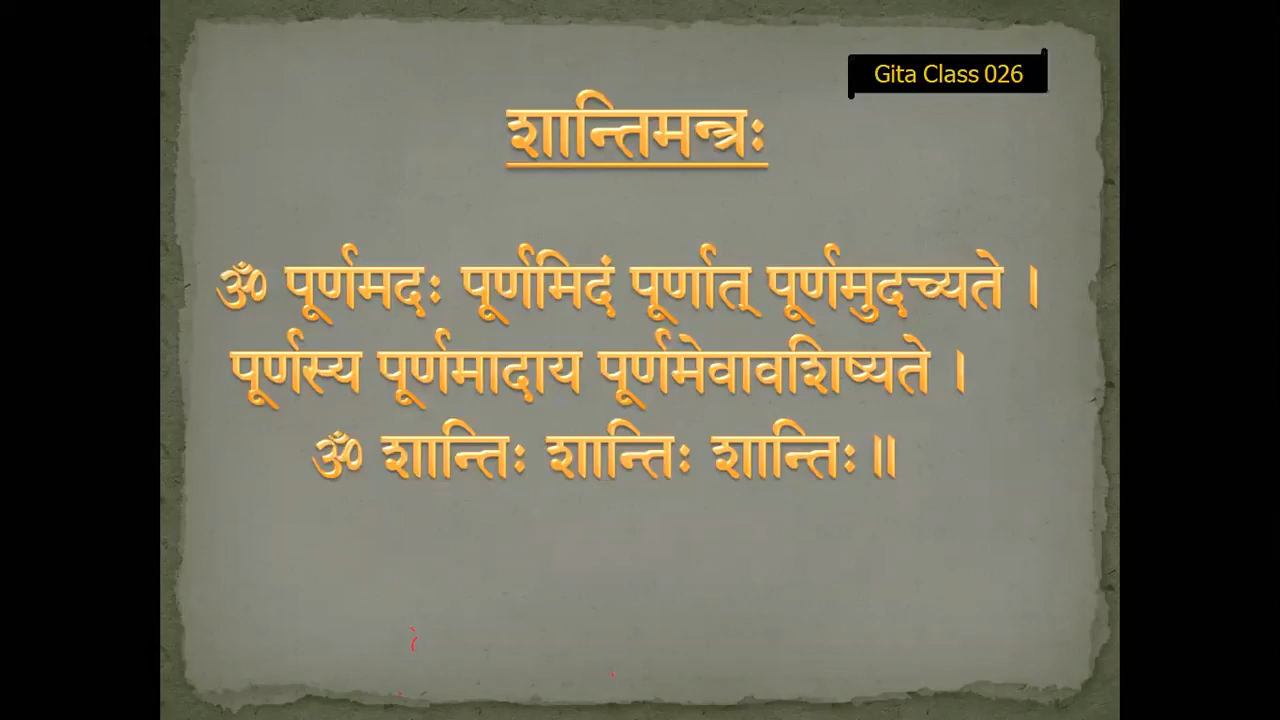 Gita Class 026
शान्तिमन्त्रः
ॐ पूर्णमदः पूर्णमिदं पूर्णात् पूर्णमुदच्यते ।
पूर्णस्य पूर्णमादाय पूर्णमेवावशिष्यते ।
ॐ शान्तिः शान्तिः शान्तिः॥